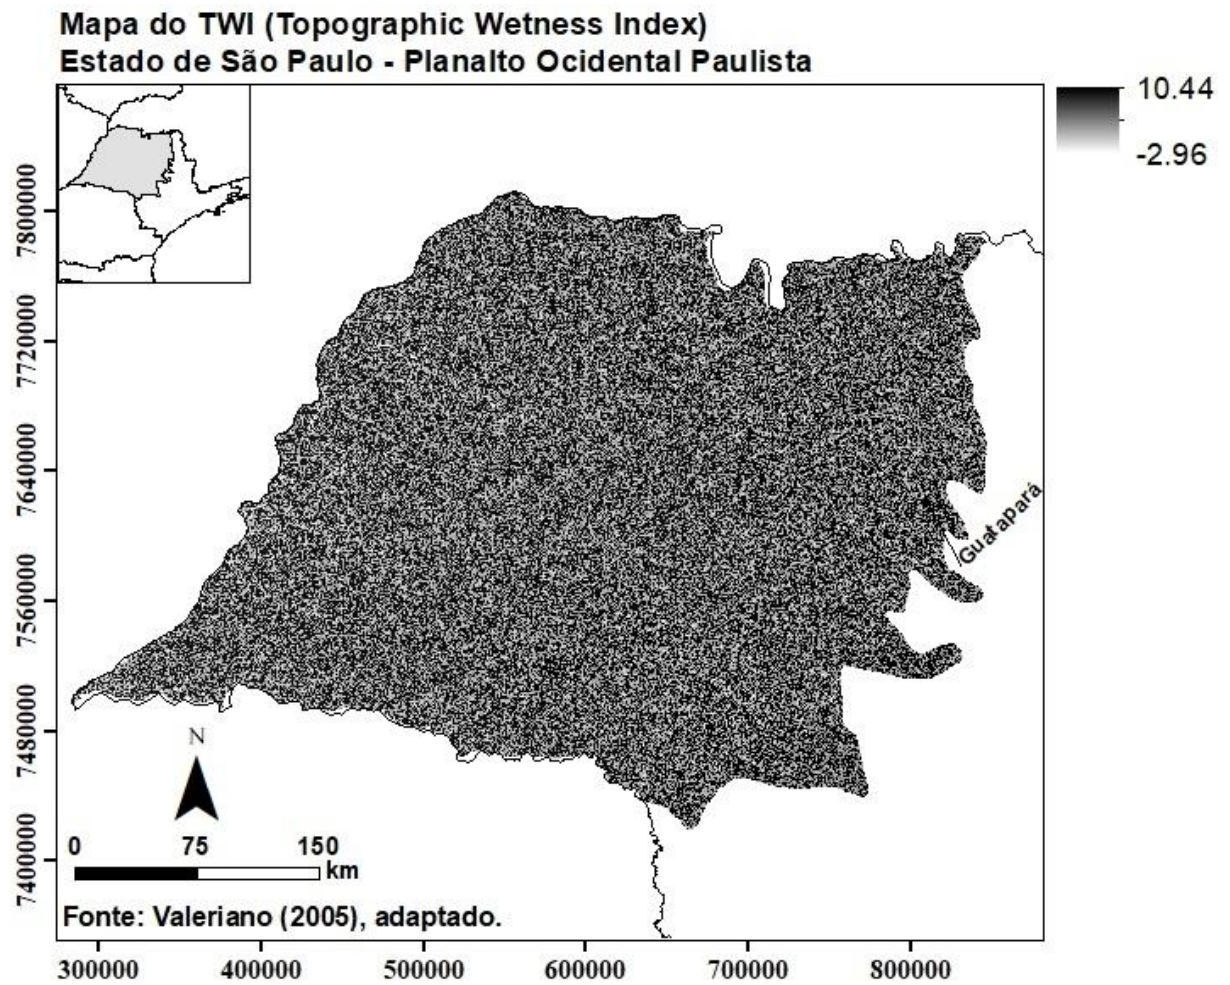 Mapa do TWI (Topographic Wetness Index)
Estado de São Paulo - Planalto Ocidental Paulista
10.44
-2.96
7800000
7720000
7640000
7560000
7480000
7400000
Guatapará
N
0 75 150
km
Fonte: Valeriano (2005), adaptado.
300000 400000 500000 600000 700000 800000